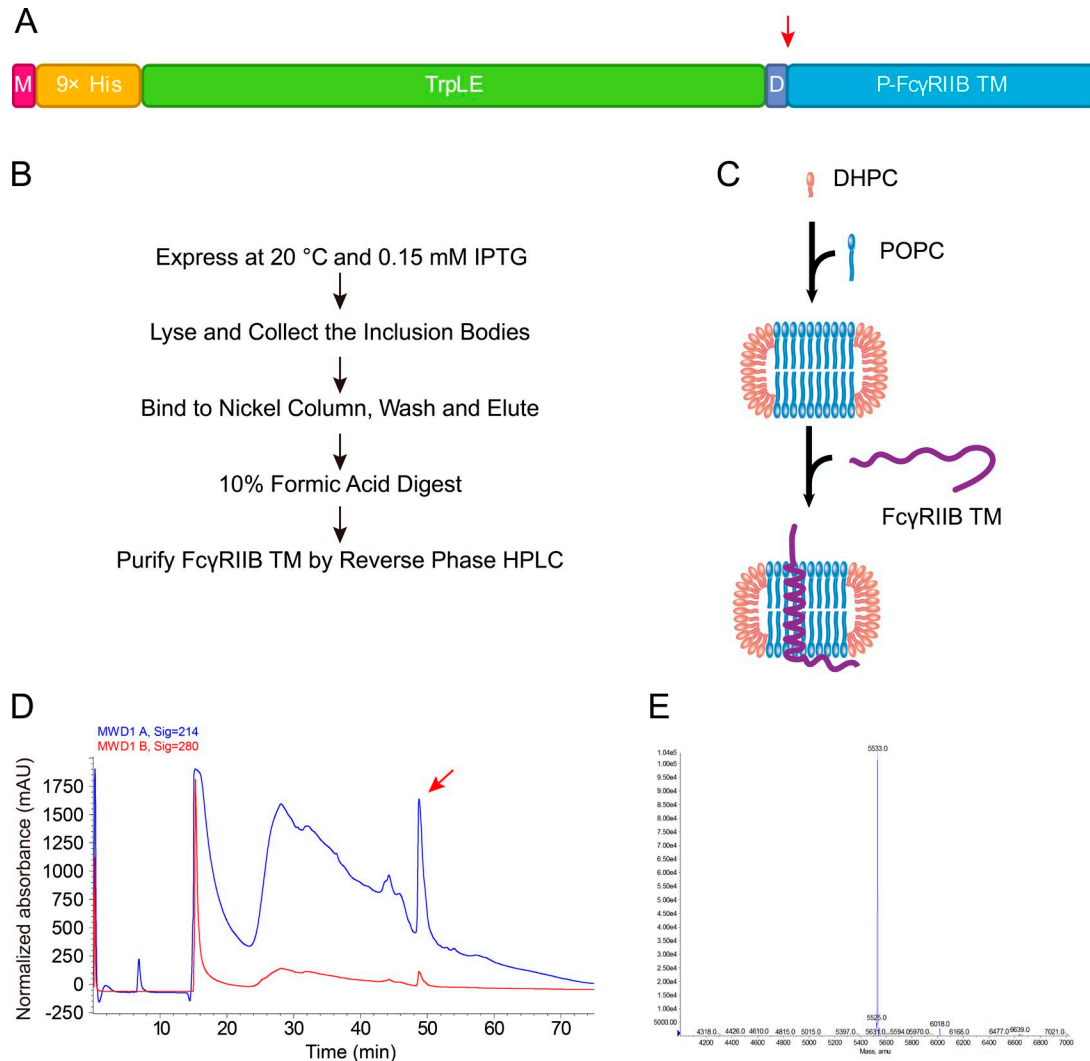 A
M
9× His
TrpLE
D
P-FcγRIIB TM
B
Express at 20 °C and 0.15 mM IPTG
Lyse and Collect the Inclusion Bodies
Bind to Nickel Column, Wash and Elute
10% Formic Acid Digest
Purify FcγRIIB TM by Reverse Phase HPLC
C
DHPC
POPC
FcγRIIB TM
D
MWD1 A, Sig=214
MWD1 B, Sig=280
Normalized absorbance (mAU)
1750
1500
1250
1000
750
500
250
0
-250
0 10 20 30 40 50 60 70
Time (min)
E
5533.0
1.04e5
1.00e5
9.50e4
9.00e4
8.50e4
8.00e4
7.50e4
7.00e4
6.50e4
6.00e4
5.50e4
5.00e4
4.50e4
4.00e4
3.50e4
3.00e4
2.50e4
2.00e4
1.50e4
1.00e4
5000.00
5525.0
6018.0
4318.0 4426.0 4610.0 4815.0 5015.0 5397.0 5631.0 5594.0 5970.0 6168.0 6477.0 6639.0 7021.0
4200 4400 4600 4800 5000 5200 5400 5600 5800 6000 6200 6400 6600 6800 7000
Mass, amu